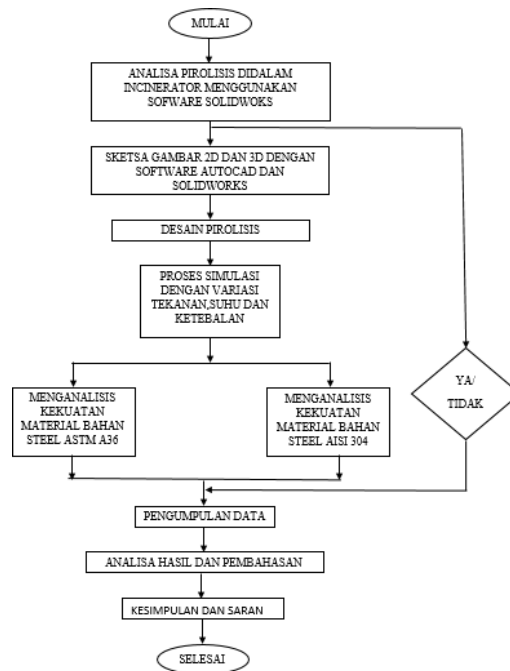 MULAI
ANALISA PIROLISIS DIDALAM
INCINERATOR MENGGUNAKAN
SOFWARE SOLIDWOKS
SKETSA GAMBAR 2D DAN 3D DENGAN
SOFTWARE AUTOCAD DAN
SOLIDWORKS
DESAIN PIROLISIS
PROSES SIMULASI
DENGAN VARIASI
TEKANAN,SUHU DAN
KETEBALAN
MENGANALISIS
KEKUATAN
MATERIAL BAHAN
STEEL ASTM A36
MENGANALISIS
KEKUATAN
MATERIAL BAHAN
STEEL AISI 304
YA/
TIDAK
PENGUMPULAN DATA
ANALISA HASIL DAN PEMBAHASAN
KESIMPULAN DAN SARAN
SELESAI